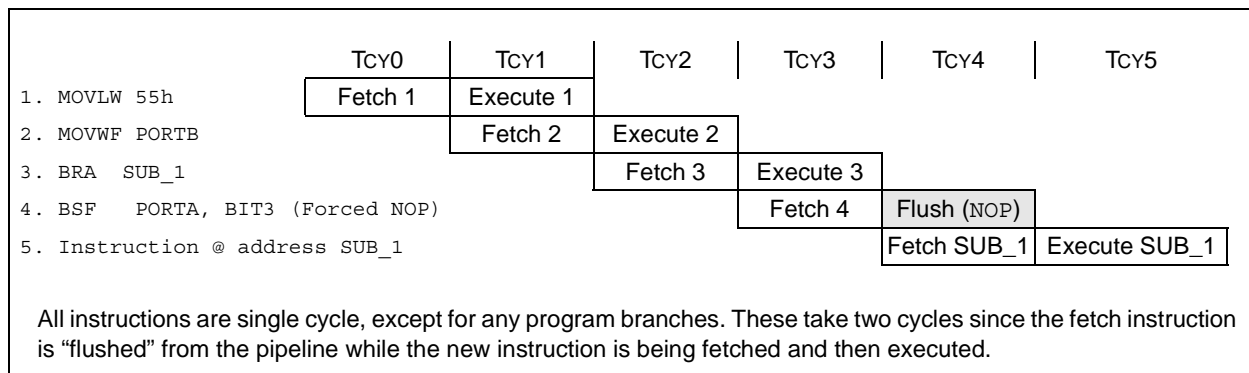 TCY0 TCY1 TCY2 TCY3 TCY4 TCY5
1. MOVLW 55h Fetch 1 Execute 1
2. MOVWF PORTB Fetch 2 Execute 2
3. BRA SUB_1 Fetch 3 Execute 3
4. BSF PORTA, BIT3 (Forced NOP) Fetch 4 Flush (NOP)
5. Instruction @ address SUB_1 Fetch SUB_1 Execute SUB_1
All instructions are single cycle, except for any program branches. These take two cycles since the fetch instruction
is “flushed” from the pipeline while the new instruction is being fetched and then executed.